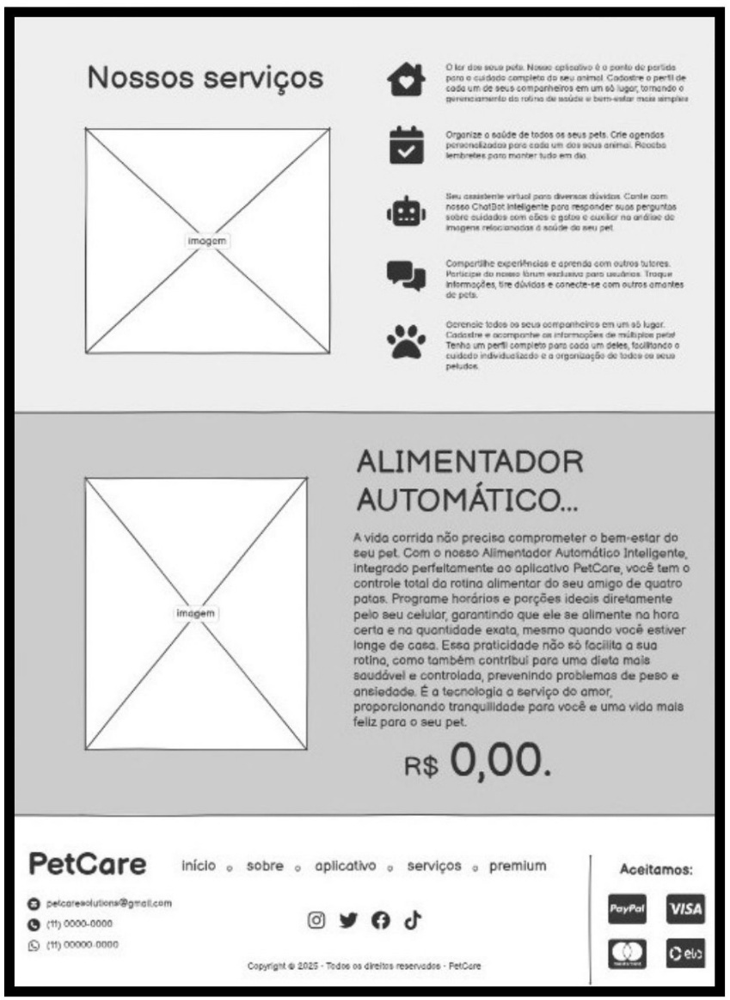 Nossos serviços
imagem
O lar dos seus pets. Nosso aplicativo é o ponto de partida
para o cuidado completo do seu animal. Cadastre o perfil de
cada um de seus companheiros em um só lugar, tornando o
gerenciamento da rotina de saúde e bem-estar mais simples
Organize a saúde de todos os seus pets. Crie agendas
personalizadas para cada um dos seus animai. Receba
lembretes para manter tudo em dia.
Seu assistente virtual para diversas dúvidas. Conte com
nosso ChatBot inteligente para responder suas perguntas
sobre cuidados com cães e gatos e auxiliar na análise de
imagens relacionadas á saúde do seu pet.
Compartilhe experiências e aprenda com outros tutores.
Participe do nosso fórum exclusivo para usuários. Troque
informações, tire dúvidas e conecte-se com outros amantes
de pets.
Gerencie todos os seus companheiros em um só lugar.
Cadastre e acompanhe as informações de múltiplos pets!
Tenha um perfil completo para cada um deles, facilitando o
cuidado individualizado e a organização de todos os seus
peludos.
imagem
ALIMENTADOR
AUTOMÁTICO...
A vida corrida não precisa comprometer o bem-estar do
seu pet. Com o nosso Alimentador Automático Inteligente,
integrado perfeitamente ao aplicativo PetCare, você tem o
controle total da rotina alimentar do seu amigo de quatro
patas. Programe horários e porções ideais diretamente
pelo seu celular, garantindo que ele se alimente na hora
certa e na quantidade exata, mesmo quando você estiver
longe de casa. Essa praticidade não só facilita a sua
rotina, como também contribui para uma dieta mais
saudável e controlada, prevenindo problemas de peso e
ansiedade. É a tecnologia a serviço do amor,
proporcionando tranquilidade para você e uma vida mais
feliz para o seu pet.
R$ 0,00.
PetCare
petcaresolutions@gmail.com
(11) 0000-0000
(11) 00000-0000
início o sobre o aplicativo o serviços o premium
Copyright © 2025 - Todos os direitos reservados - PetCare
Aceitamos:
PayPal
VISA
elo